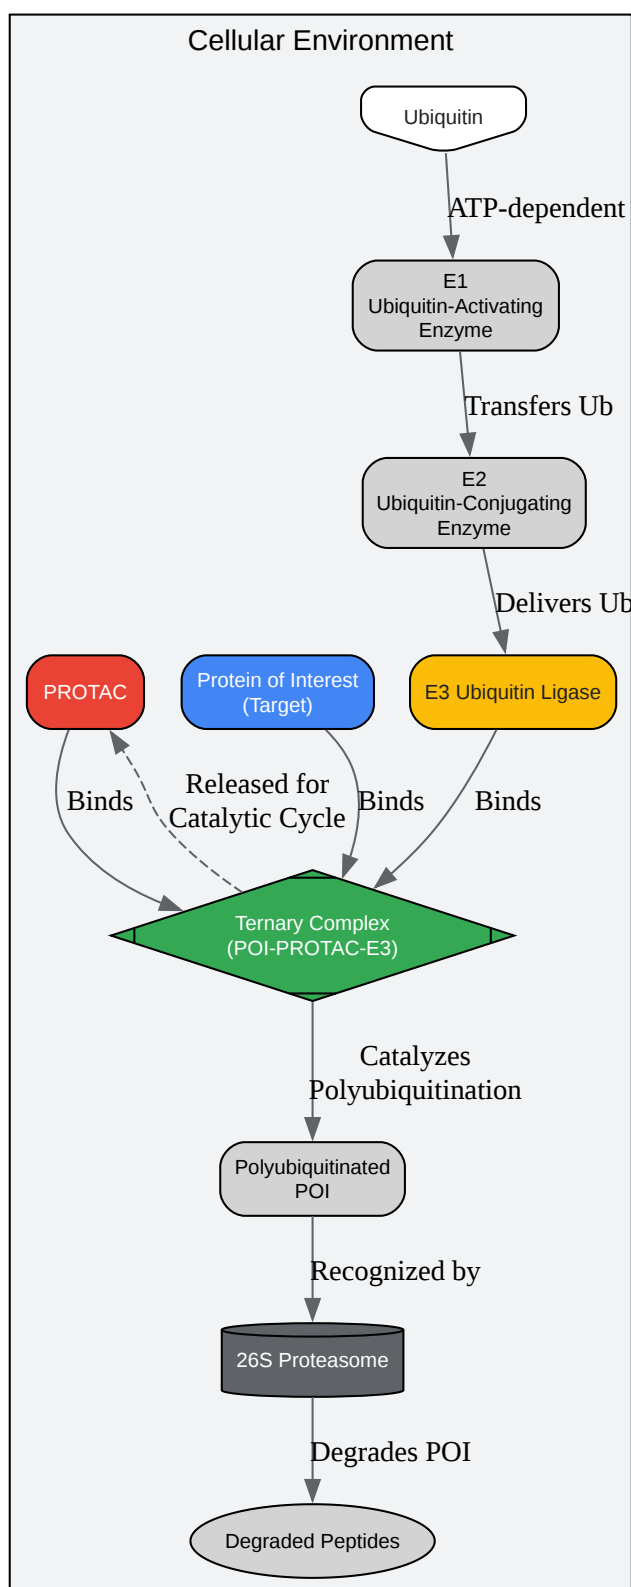 Cellular Environment
Ubiquitin
ATP-dependent
E1
Ubiquitin-Activating
Enzyme
Transfers Ub
E2
Ubiquitin-Conjugating
Enzyme
Delivers Ub
PROTAC
Protein of Interest
(Target)
E3 Ubiquitin Ligase
Binds
Released for
Catalytic Cycle
Binds
Binds
Ternary Complex
(POI-PROTAC-E3)
Catalyzes
Polyubiquitination
Polyubiquitinated
POI
Recognized by
26S Proteasome
Degrades POI
Degraded Peptides